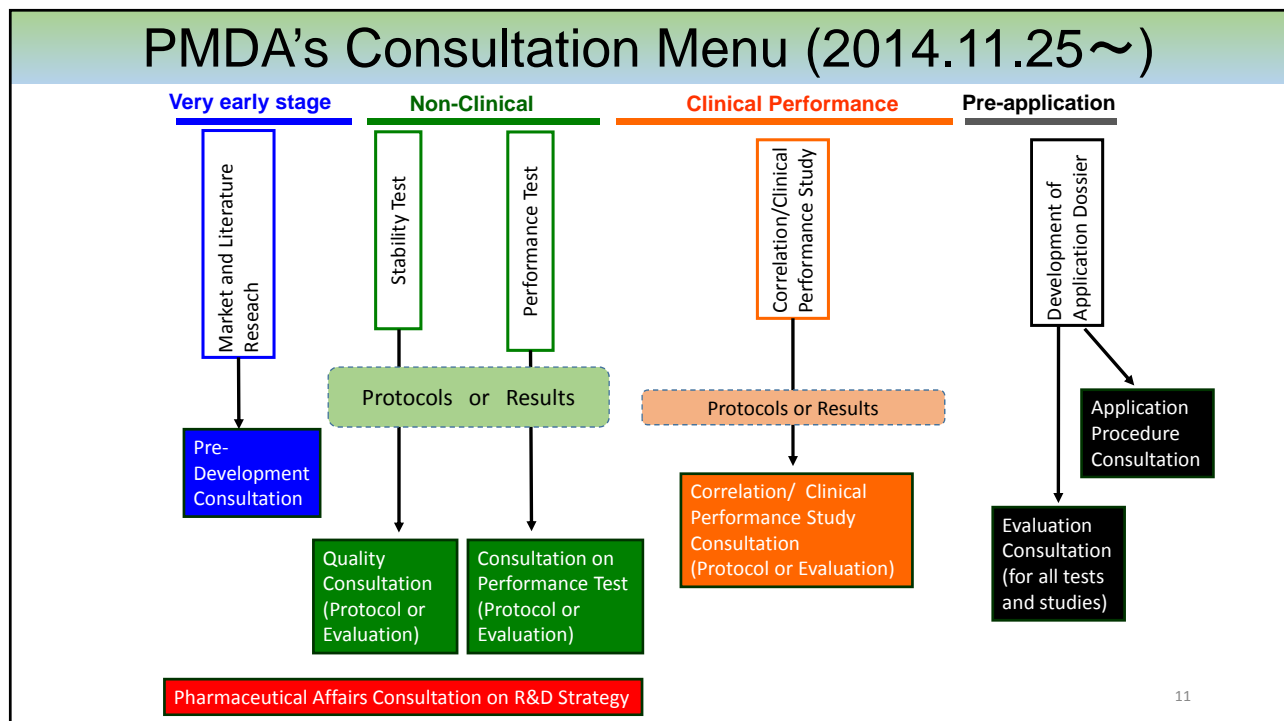 PMDA's Consultation Menu (2014.11.25～)
Very early stage
Non-Clinical
Clinical Performance
Pre-application
Market and Literature
Reseach
Stability Test
Performance Test
Correlation/Clinical
Performance Study
Development of
Application Dossier
Protocols or Results
Protocols or Results
Pre-
Development
Consultation
Application
Procedure
Consultation
Quality
Consultation
(Protocol or
Evaluation)
Consultation on
Performance Test
(Protocol or
Evaluation)
Correlation/ Clinical
Performance Study
Consultation
(Protocol or Evaluation)
Evaluation
Consultation
(for all tests
and studies)
Pharmaceutical Affairs Consultation on R&D Strategy
11